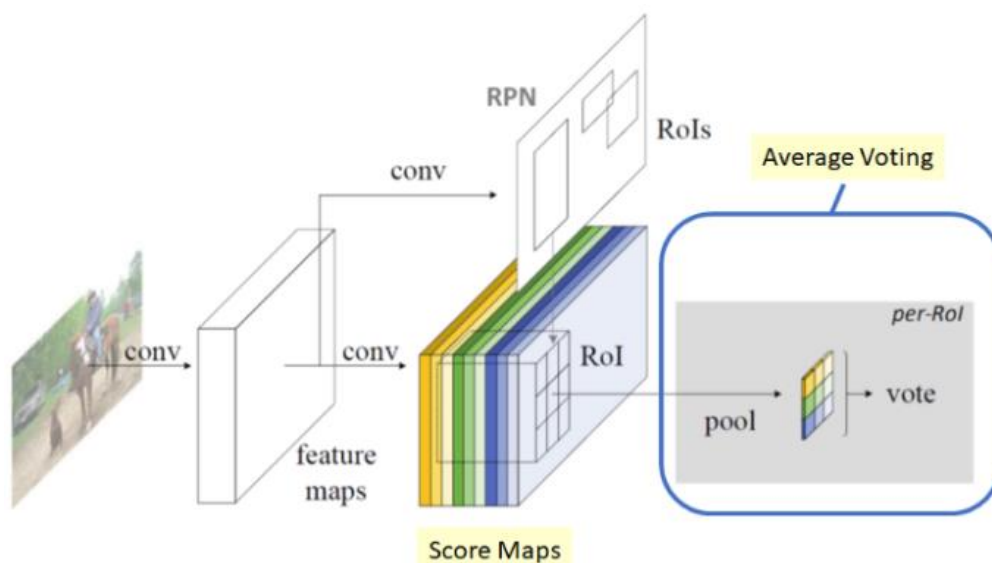 RPN
RoIs
Average Voting
conv
per-RoI
conv
conv
RoI
pool
vote
feature
maps
Score Maps